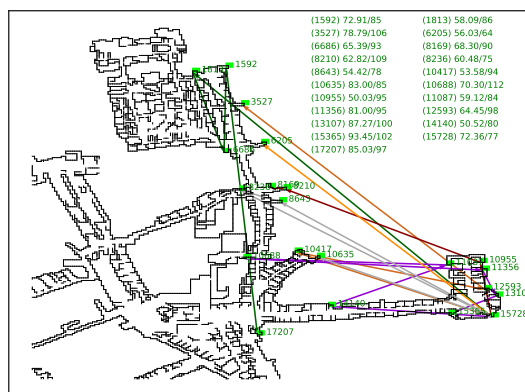 (1592) 72.91/85 (1813) 58.09/86
(3527) 78.79/106 (6205) 56.03/64
(6686) 65.39/93 (8169) 68.30/90
(8210) 62.82/109 (8236) 60.48/75
(8643) 54.42/78 (10417) 53.58/94
(10635) 83.00/85 (10688) 70.30/112
(10955) 50.03/95 (11087) 59.12/84
(11356) 81.00/95 (12593) 64.45/98
(13107) 87.27/100 (14140) 50.52/80
(15365) 93.45/102 (15728) 72.36/77
(17207) 85.03/97
1592
3527
6205
8210
8643
10417
10635
10955
11356
12593
15728
17207